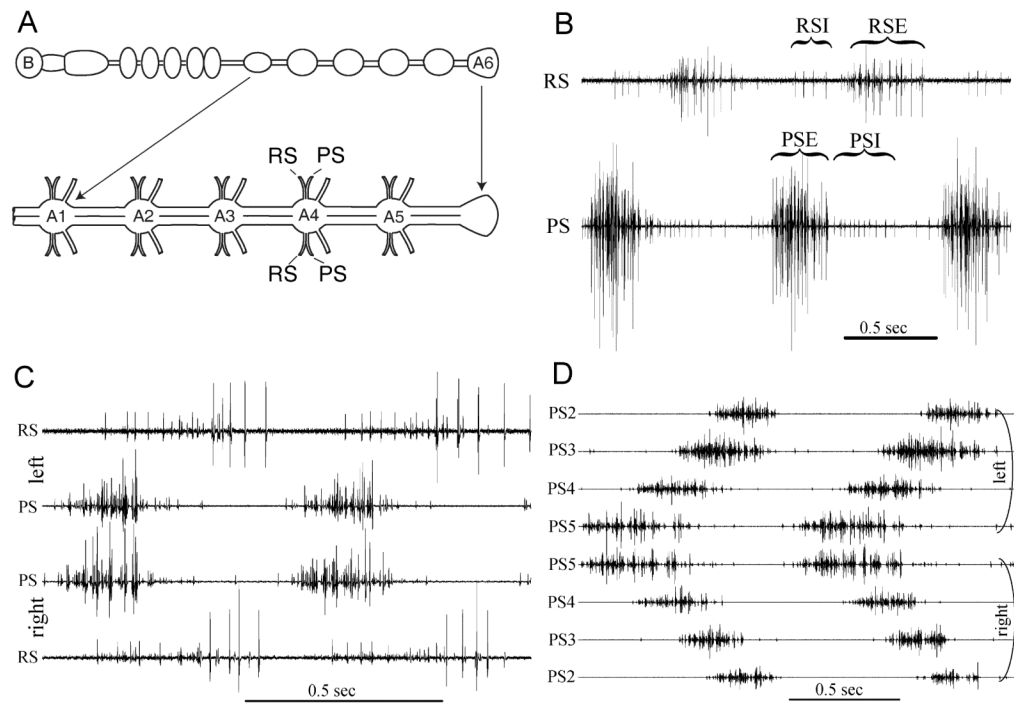 A
B
A6
RS PS
A1 A2 A3 A4 A5
RS PS
B
RSI RSE
RS
PSE PSI
PS
0.5 sec
C
RS
left
PS
PS
right
RS
0.5 sec
D
PS2
PS3
left
PS4
PS5
PS5
PS4
right
PS3
PS2
0.5 sec